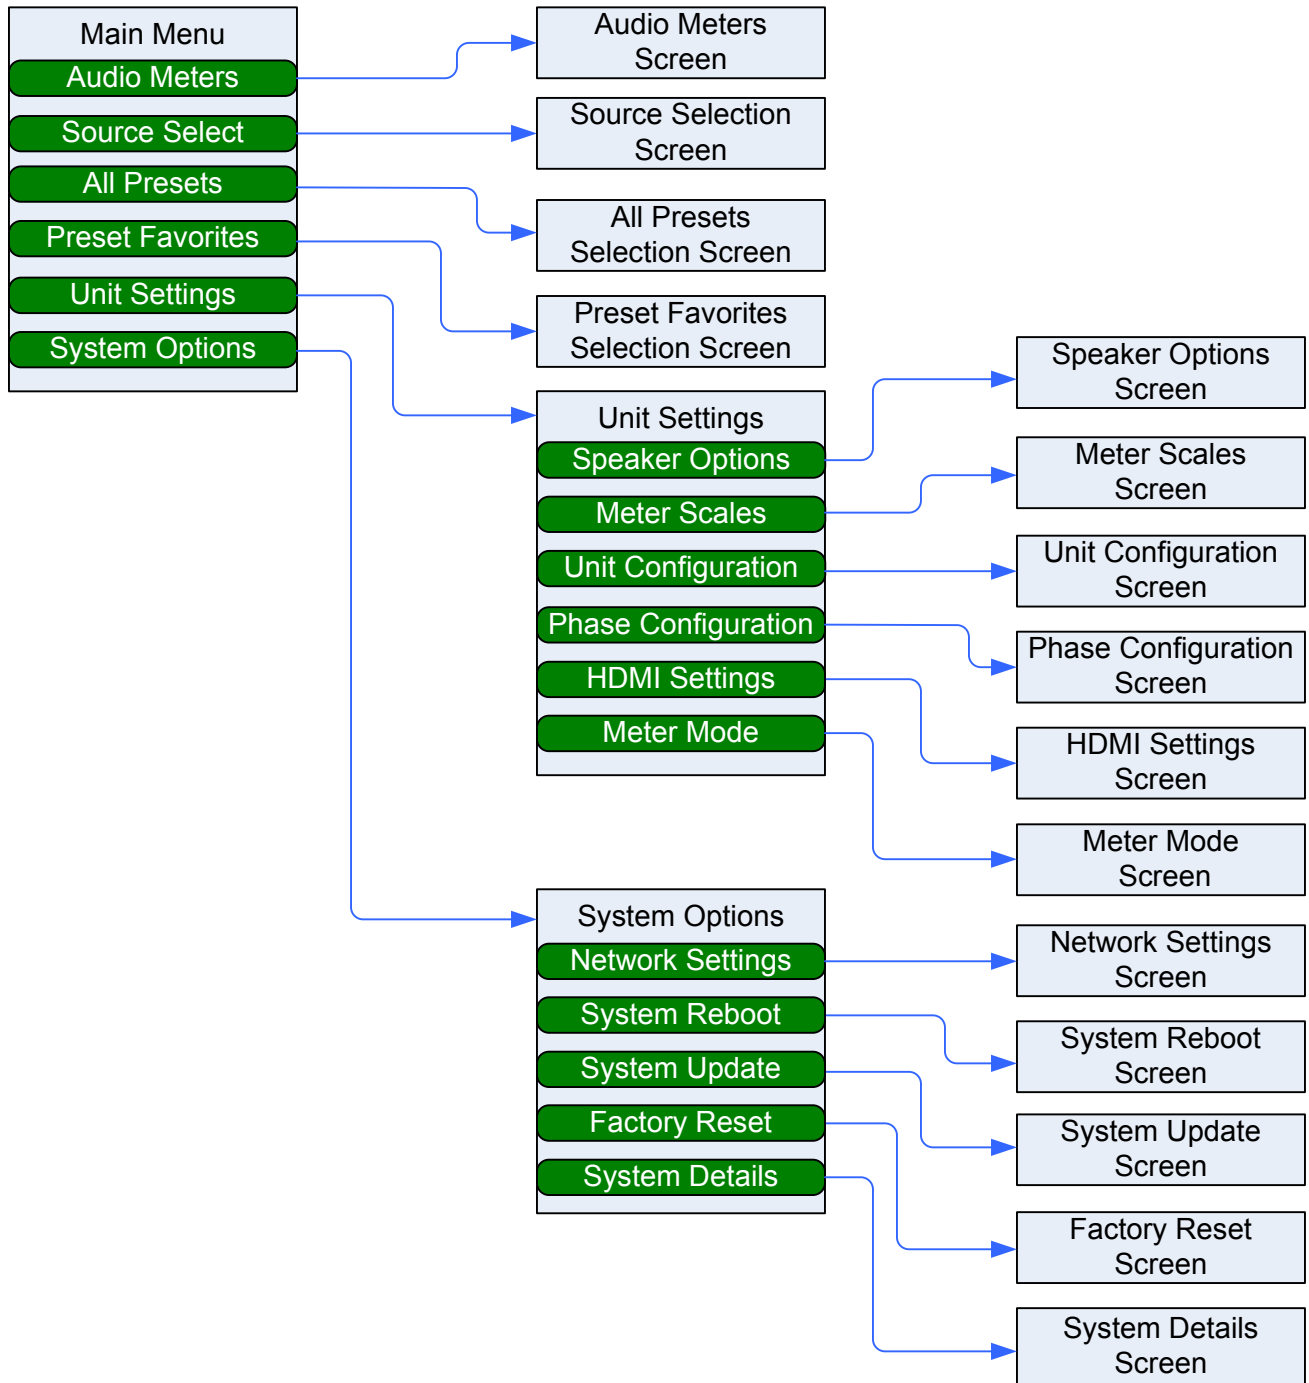 Main Menu
Audio Meters
Source Select
All Presets
Preset Favorites
Unit Settings
System Options
Audio Meters
Screen
Source Selection
Screen
All Presets
Selection Screen
Preset Favorites
Selection Screen
Unit Settings
Speaker Options
Meter Scales
Unit Configuration
Phase Configuration
HDMI Settings
Meter Mode
System Options
Network Settings
System Reboot
System Update
Factory Reset
System Details
Speaker Options
Screen
Meter Scales
Screen
Unit Configuration
Screen
Phase Configuration
Screen
HDMI Settings
Screen
Meter Mode
Screen
Network Settings
Screen
System Reboot
Screen
System Update
Screen
Factory Reset
Screen
System Details
Screen